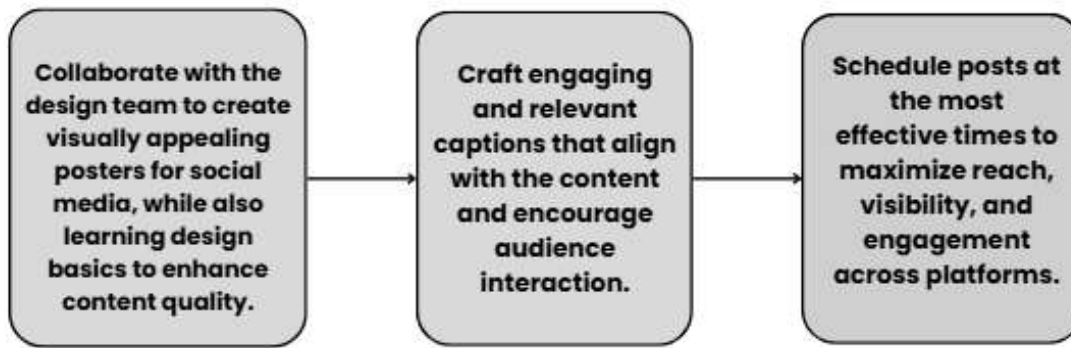 Collaborate with the
design team to create
visually appealing
posters for social
media, while also
learning design
basics to enhance
content quality.
Craft engaging
and relevant
captions that align
with the content
and encourage
audience
interaction.
Schedule posts at
the most
effective times to
maximize reach,
visibility, and
engagement
across platforms.